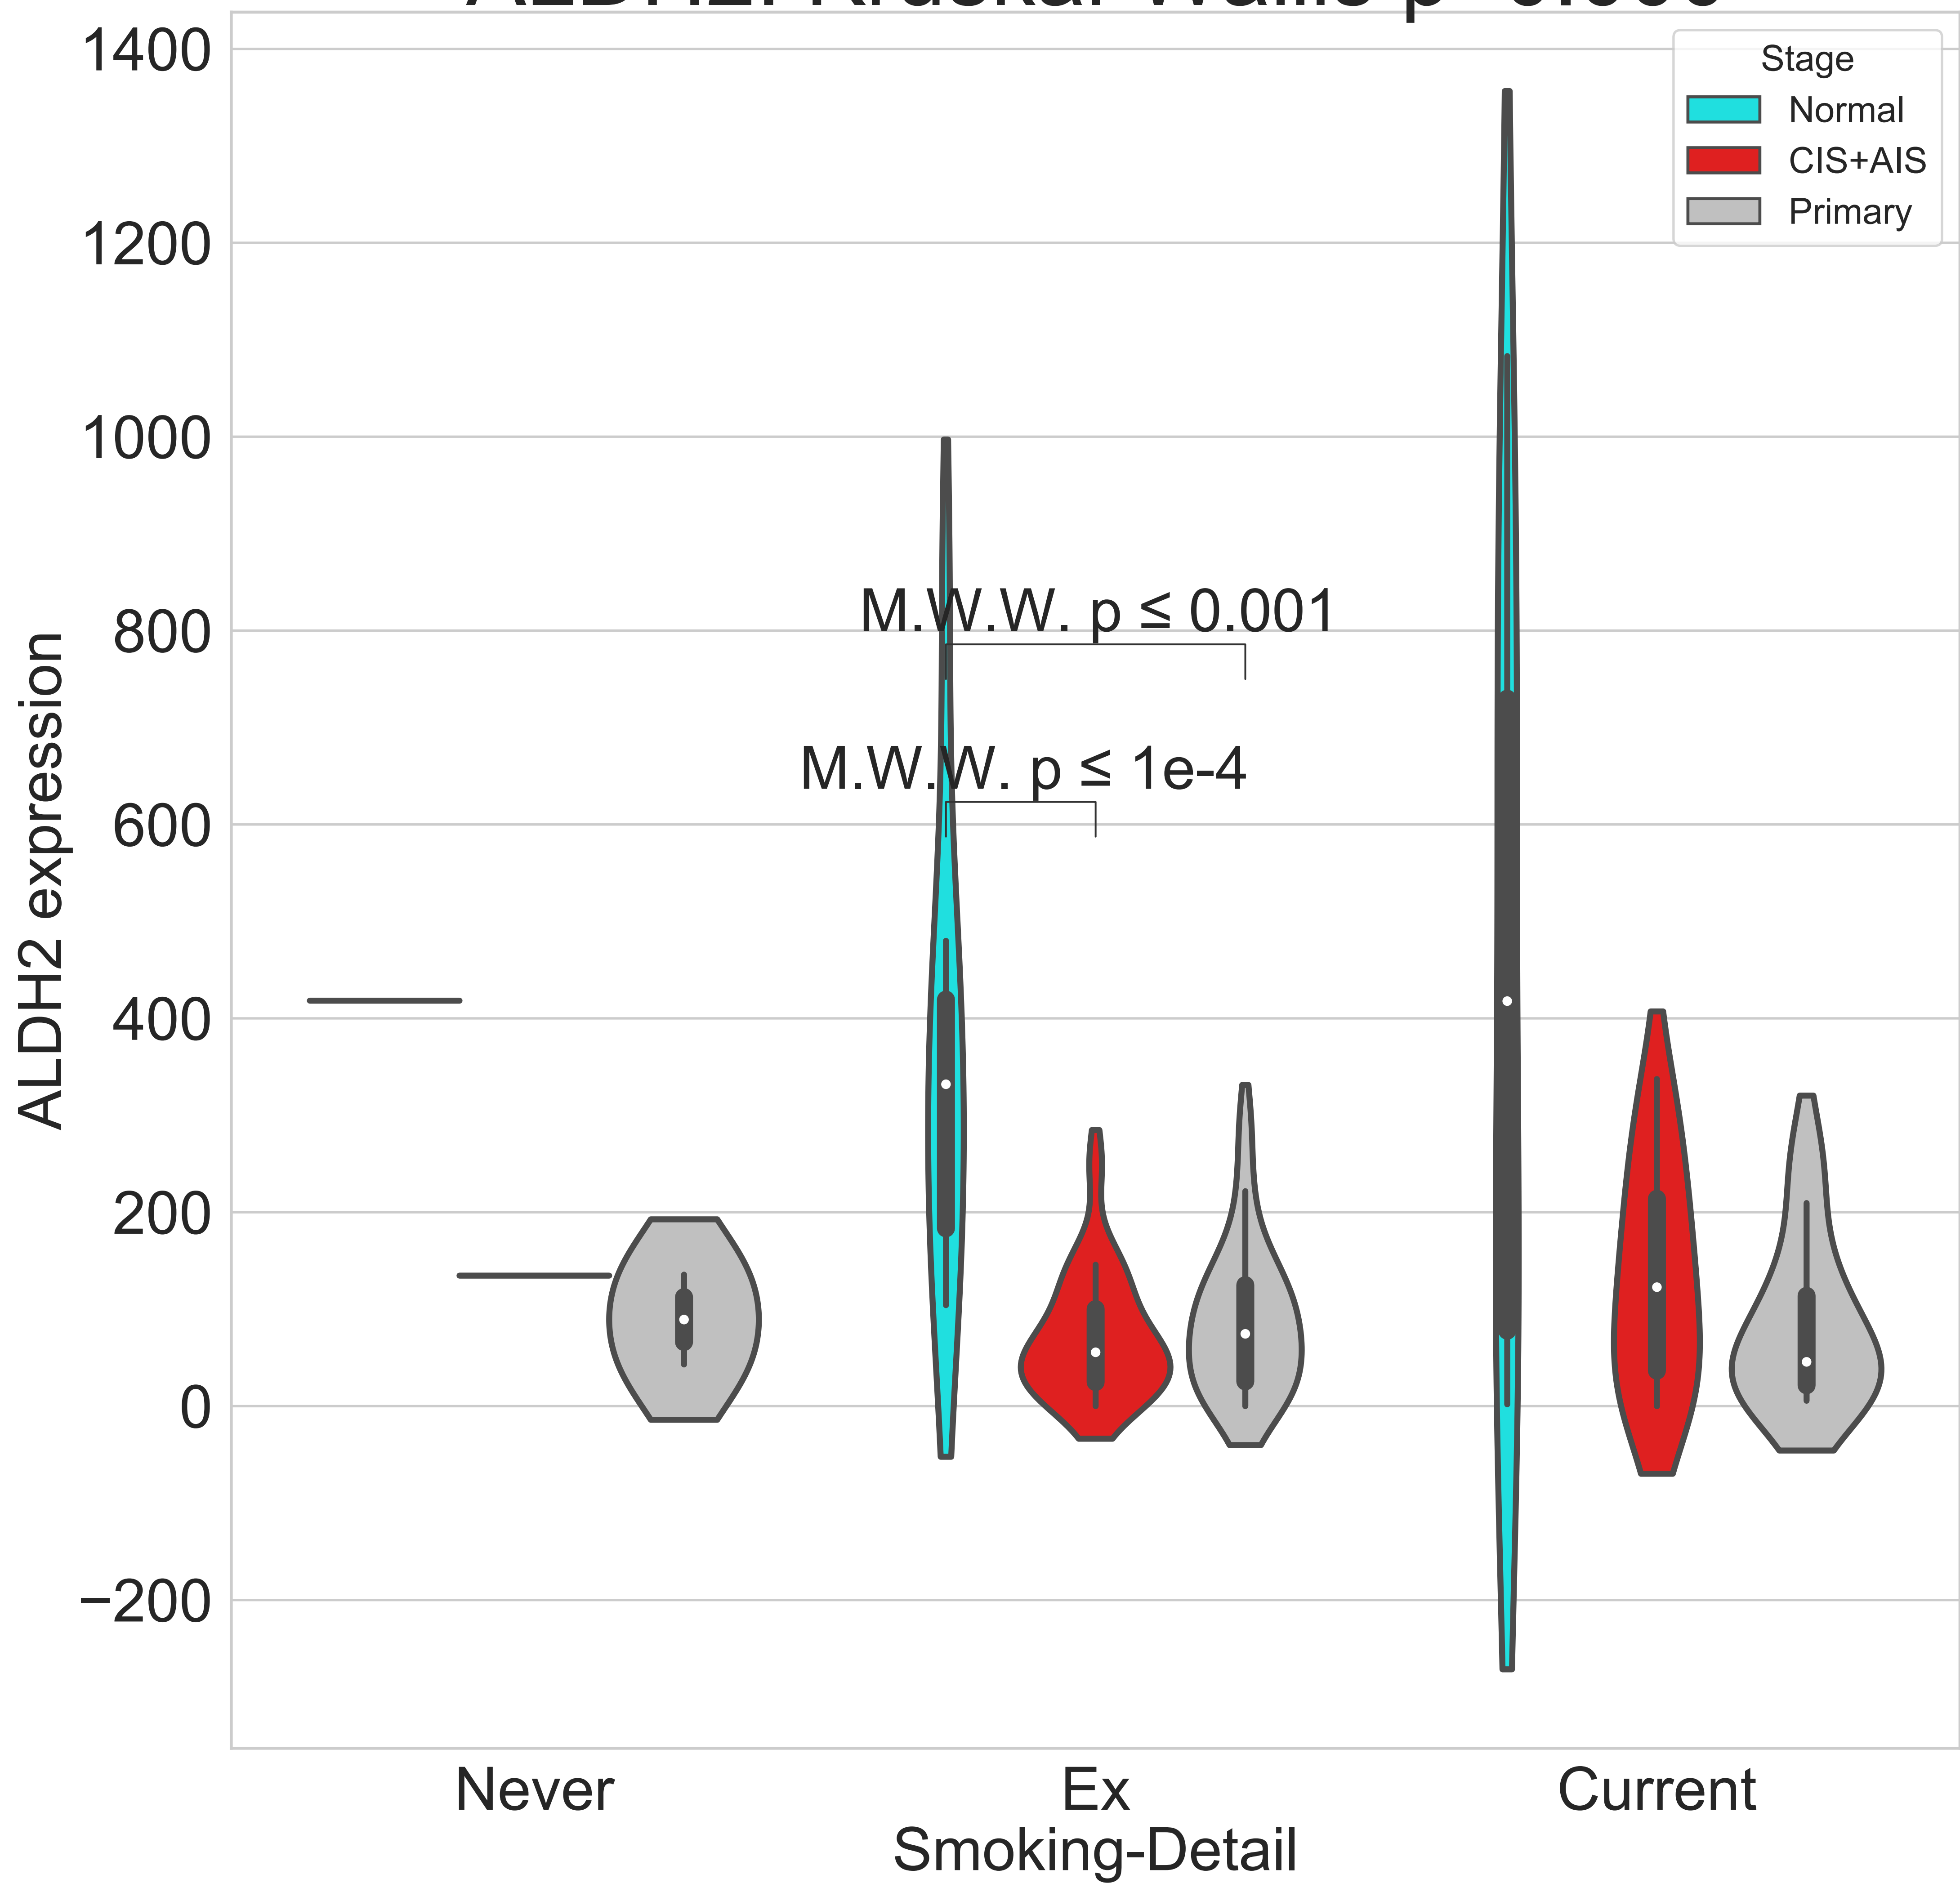 1400
1200
1000
800
600
400
200
0
−200
ALDH2 expression
Stage
Normal
CIS+AIS
Primary
M.W.W. p ≤ 0.001
M.W.W. p ≤ 1e-4
Never
Ex
Current
Smoking-Detail